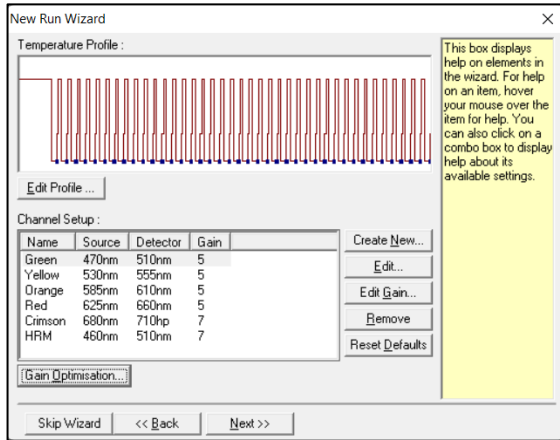 New Run Wizard
Temperature Profile :
This box displays
help on elements in
the wizard. For help
on an item, hover
your mouse over the
item for help. You
can also click on a
combo box to display
help about its
available settings.
Edit Profile ...
Channel Setup :
Name Source Detector Gain
Green 470nm 510nm 5
Yellow 530nm 555nm 5
Orange 585nm 610nm 5
Red 625nm 660nm 5
Crimson 680nm 710hp 7
HRM 460nm 510nm 7
Create New...
Edit...
Edit Gain...
Remove
Reset Defaults
Gain Optimisation...
Skip Wizard << Back Next >>